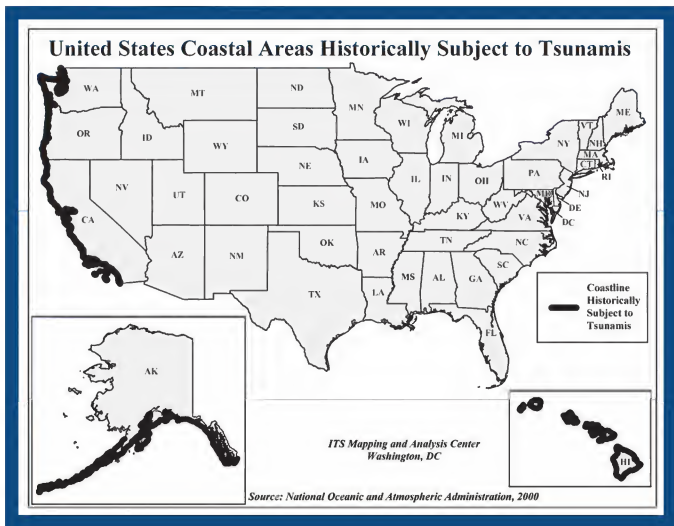 United States Coastal Areas Historically Subject to Tsunamis
WA
MT
ND
MN
ME
OR
ID
WY
SD
WI
MI
VT
NH
NY
MA
CT
RI
NV
UT
CO
NE
IA
IL
IN
OH
PA
NJ
MD
DE
DC
CA
KS
MO
KY
WV
VA
AZ
NM
OK
AR
TN
NC
SC
TX
LA
MS
AL
GA
FL
Coastline
Historically
Subject to
Tsunamis
AK
HI
ITS Mapping and Analysis Center
Washington, DC
Source: National Oceanic and Atmospheric Administration, 2000